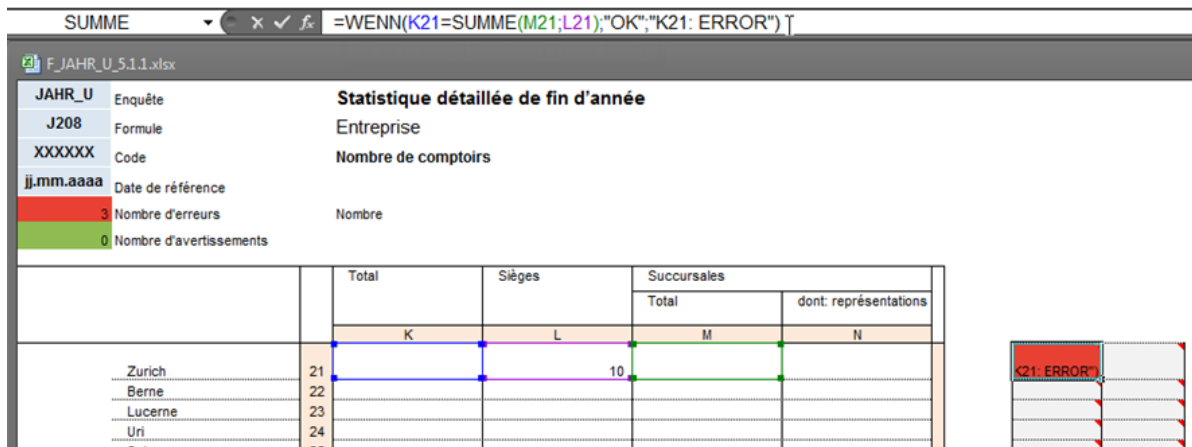 SUMME =WENN(K21=SUMME(M21;L21);"OK";"K21: ERROR")
F_JAHR_U_5.1.1.xlsx
JAHR_U Enquête Statistique détaillée de fin d'année
J208 Formule Entreprise
XXXXXX Code Nombre de comptoirs
jj.mm.aaaa Date de référence
3 Nombre d'erreurs Nombre
0 Nombre d'avertissements
Total Sièges Succursales
Total dont: représentations
K L M N
Zurich 21 10 K21: ERROR")
Berne 22
Lucerne 23
Uri 24